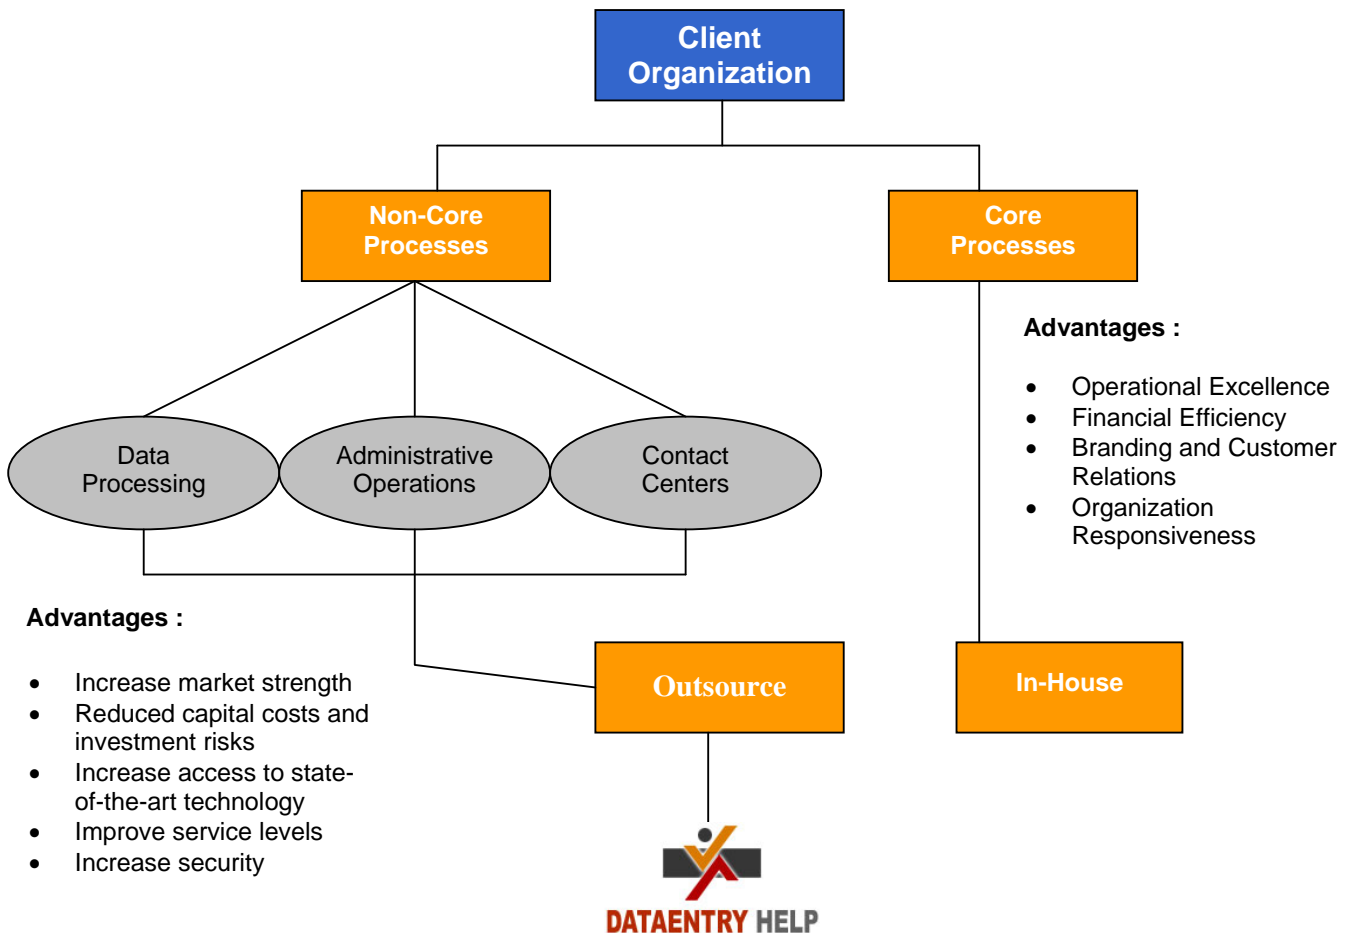 Client
Organization
Non-Core
Processes
Core
Processes
Data
Processing
Administrative
Operations
Contact
Centers
Advantages :
• Operational Excellence
• Financial Efficiency
• Branding and Customer
Relations
• Organization
Responsiveness
Advantages :
• Increase market strength
• Reduced capital costs and
investment risks
• Increase access to state-
of-the-art technology
• Improve service levels
• Increase security
Outsource
In-House
DATAENTRY HELP